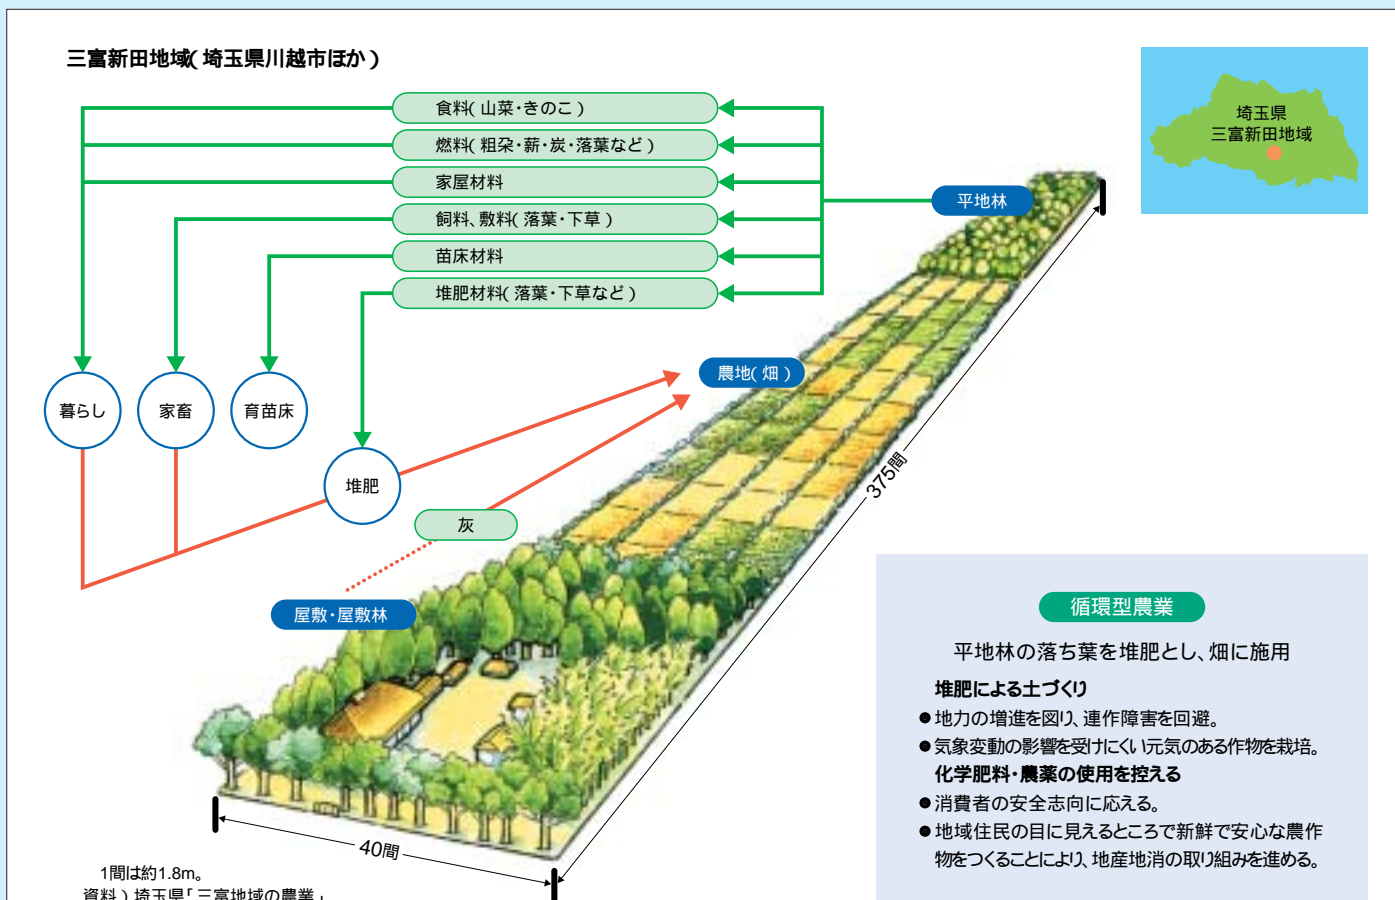 三富新田地域(埼玉県川越市ほか)
食料(山菜・きのこ)
燃料(粗朶・薪・炭・落葉など)
家屋材料
飼料、敷料(落葉・下草)
苗床材料
堆肥材料(落葉・下草など)
平地林
埼玉県
三富新田地域
農地(畑)
暮らし
家畜
育苗床
堆肥
灰
屋敷・屋敷林
375間
40間
循環型農業
平地林の落ち葉を堆肥とし、畑に施用
堆肥による土づくり
●地力の増進を図り、連作障害を回避。
●気象変動の影響を受けにくい元気のある作物を栽培。
化学肥料・農薬の使用を控える
●消費者の安全志向に応える。
●地域住民の目に見えるところで新鮮で安心な農作
物をつくることにより、地産地消の取り組みを進める。
1間は約1.8m。
資料)埼玉県「三富地域の農業」